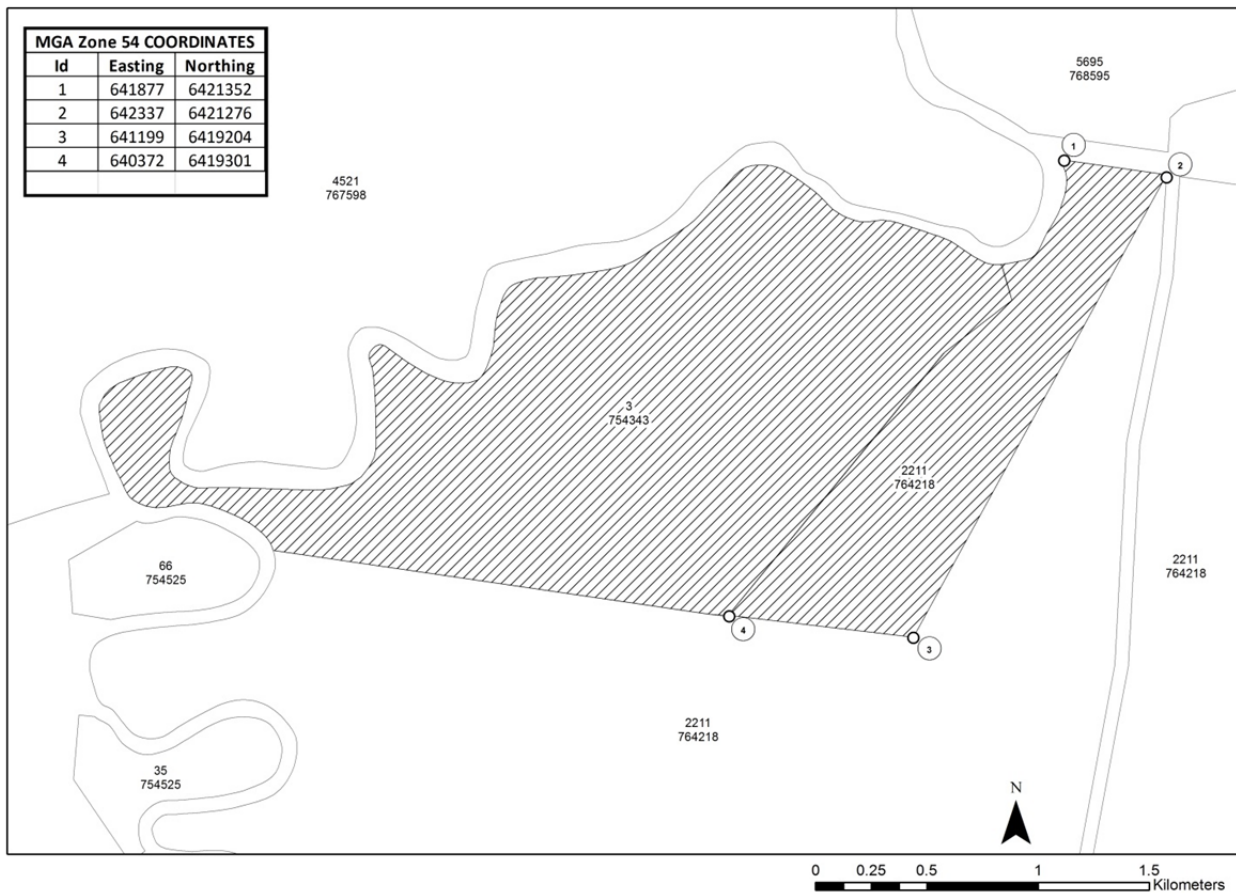 MGA Zone 54 COORDINATES
Id Easting Northing
1 641877 6421352
2 642337 6421276
3 641199 6419204
4 640372 6419301
5695
768595
1
2
4521
767598
3
754343
2211
764218
66
754525
2211
764218
4
3
2211
764218
35
754525
N
0 0.25 0.5 1 1.5
Kilometers